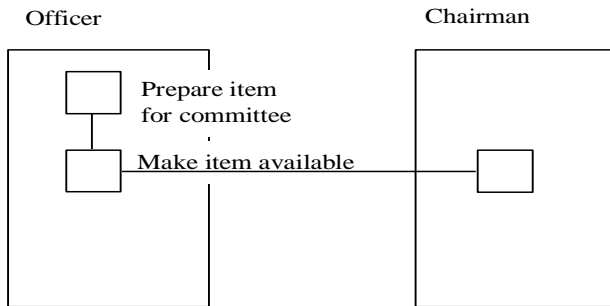 Officer
Chairman
Prepare item
for committee
Make item available